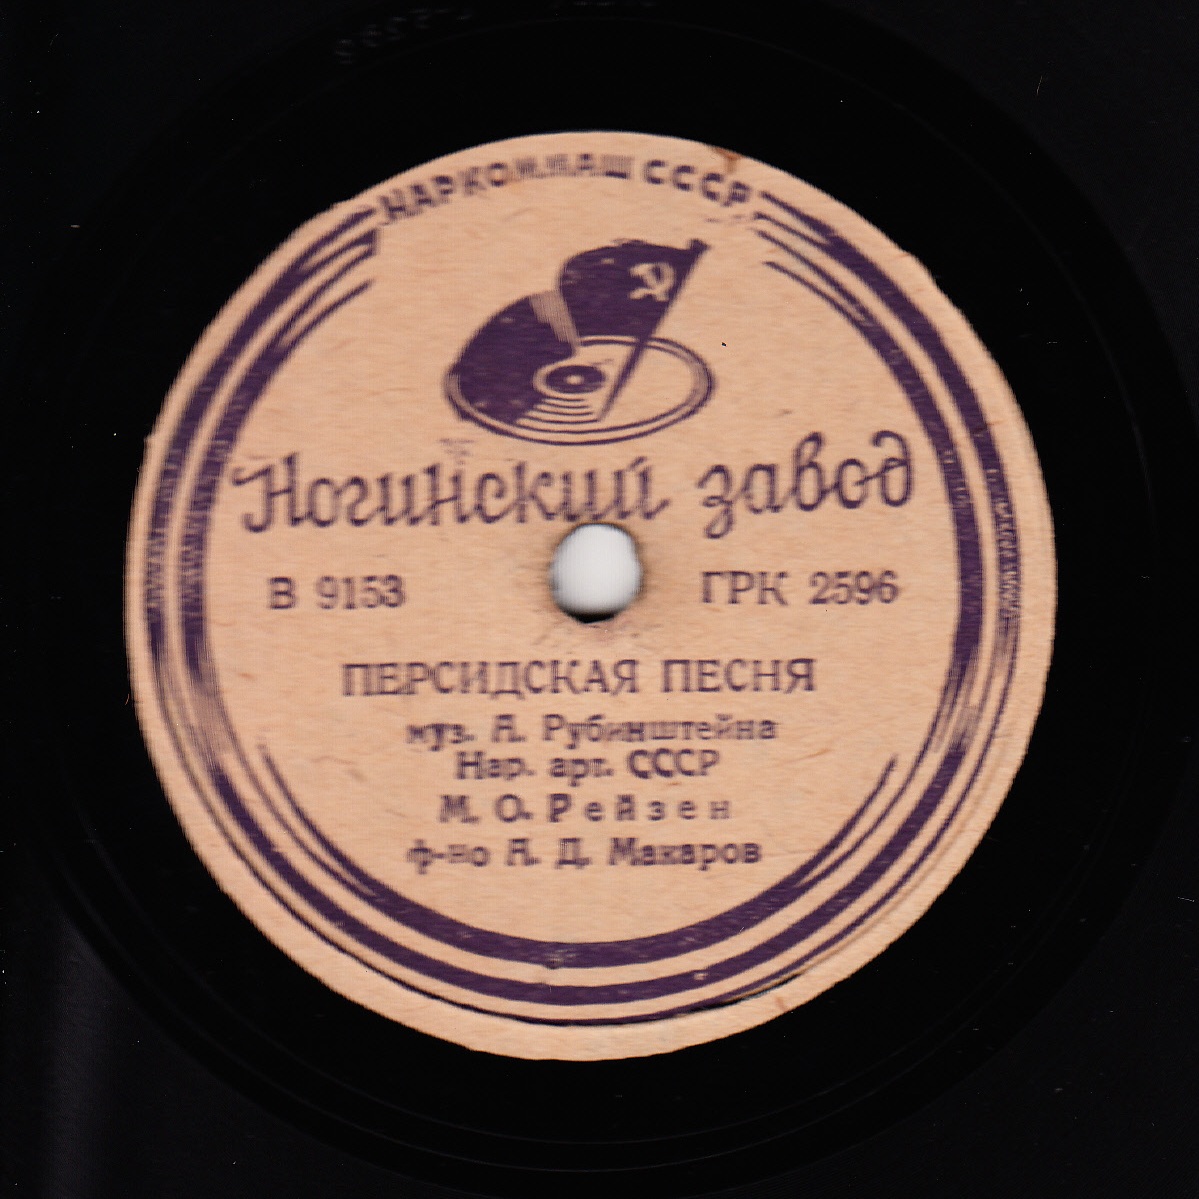 НАРКОММАШ СССР
Ногинский завод
В 9153
ГРК 2596
ПЕРСИДСКАЯ ПЕСНЯ
муз. А. Рубинштейна
Нар. арт. СССР
М. О. Рейзен
ф-но А. Д. Макаров